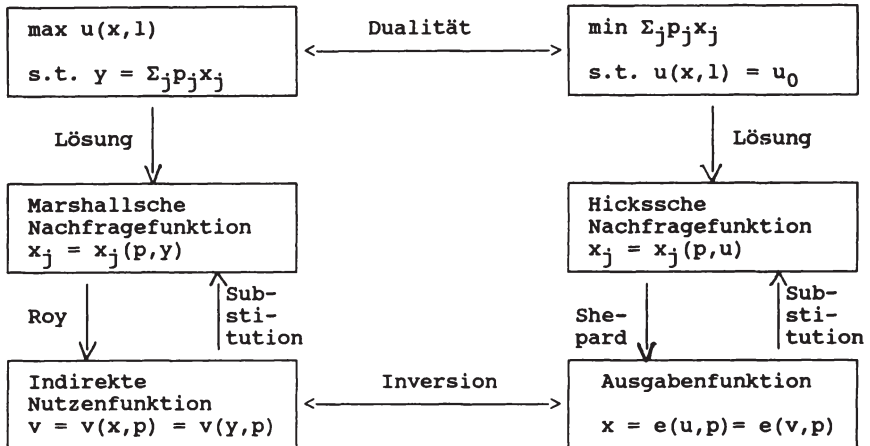 max u(x,l)
s.t. y = Σjpjxj
Dualität
min Σjpjxj
s.t. u(x,l) = u0
Lösung
Lösung
Marshallsche
Nachfragefunktion
xj = xj(p,y)
Hickssche
Nachfragefunktion
xj = xj(p,u)
Roy
Sub-
sti-
tution
She-
pard
Sub-
sti-
tution
Indirekte
Nutzenfunktion
v = v(x,p) = v(y,p)
Inversion
Ausgabenfunktion
x = e(u,p)= e(v,p)